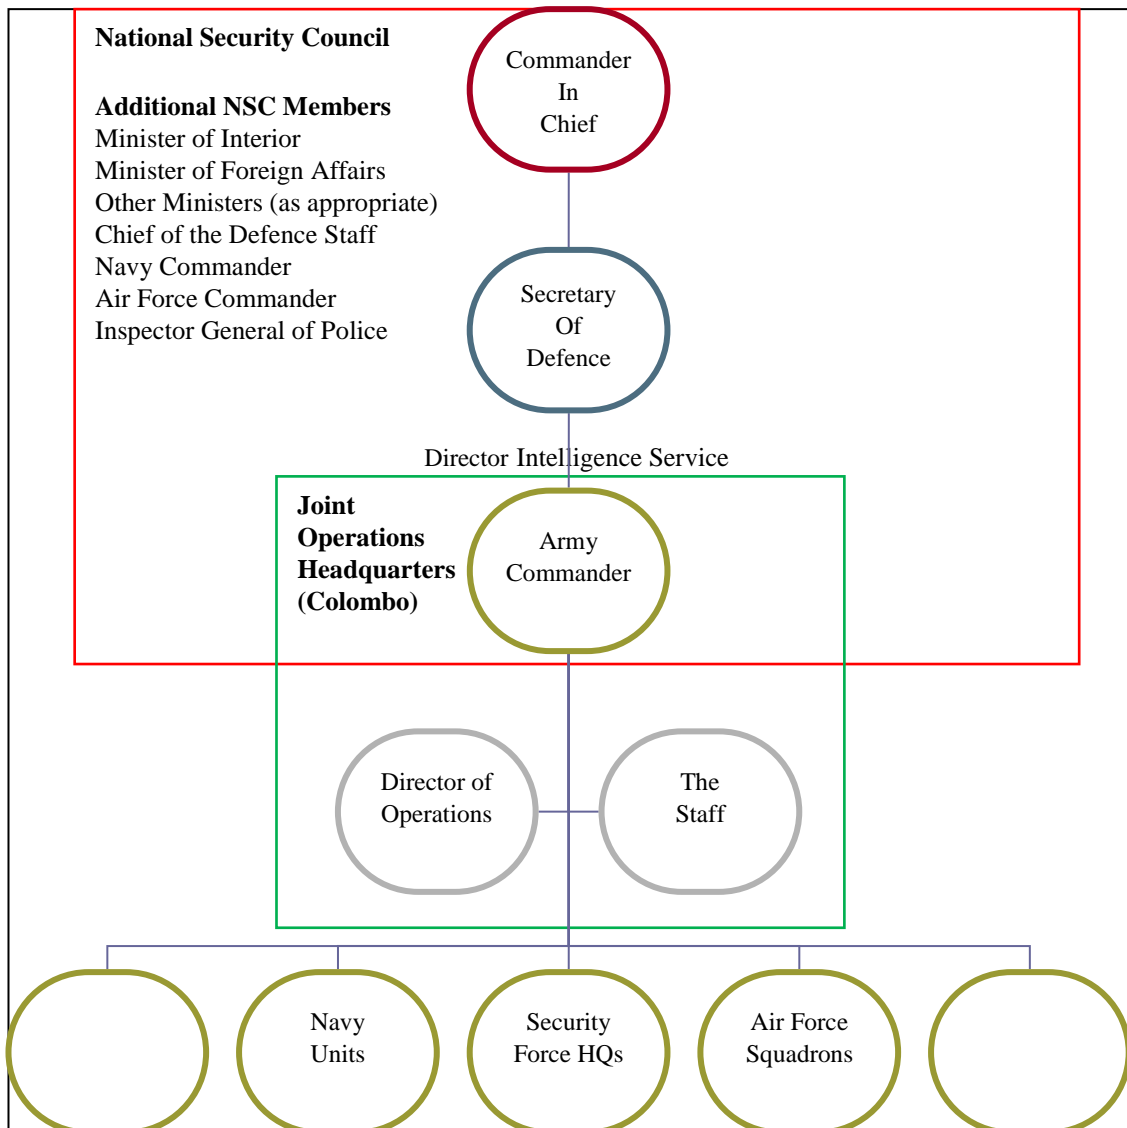 National Security Council
Additional NSC Members
Minister of Interior
Minister of Foreign Affairs
Other Ministers (as appropriate)
Chief of the Defence Staff
Navy Commander
Air Force Commander
Inspector General of Police
Commander
In
Chief
Secretary
Of
Defence
Director Intelligence Service
Joint
Operations
Headquarters
(Colombo)
Army
Commander
Director of
Operations
The
Staff
Navy
Units
Security
Force HQs
Air Force
Squadrons